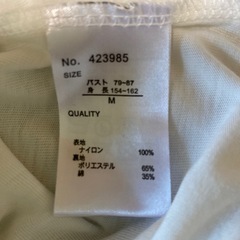 No. 423985
SIZE
バスト 79-87
身 長 154-162
M
QUALITY
表地
ナイロン 100%
裏地
ポリエステル 65%
綿 35%